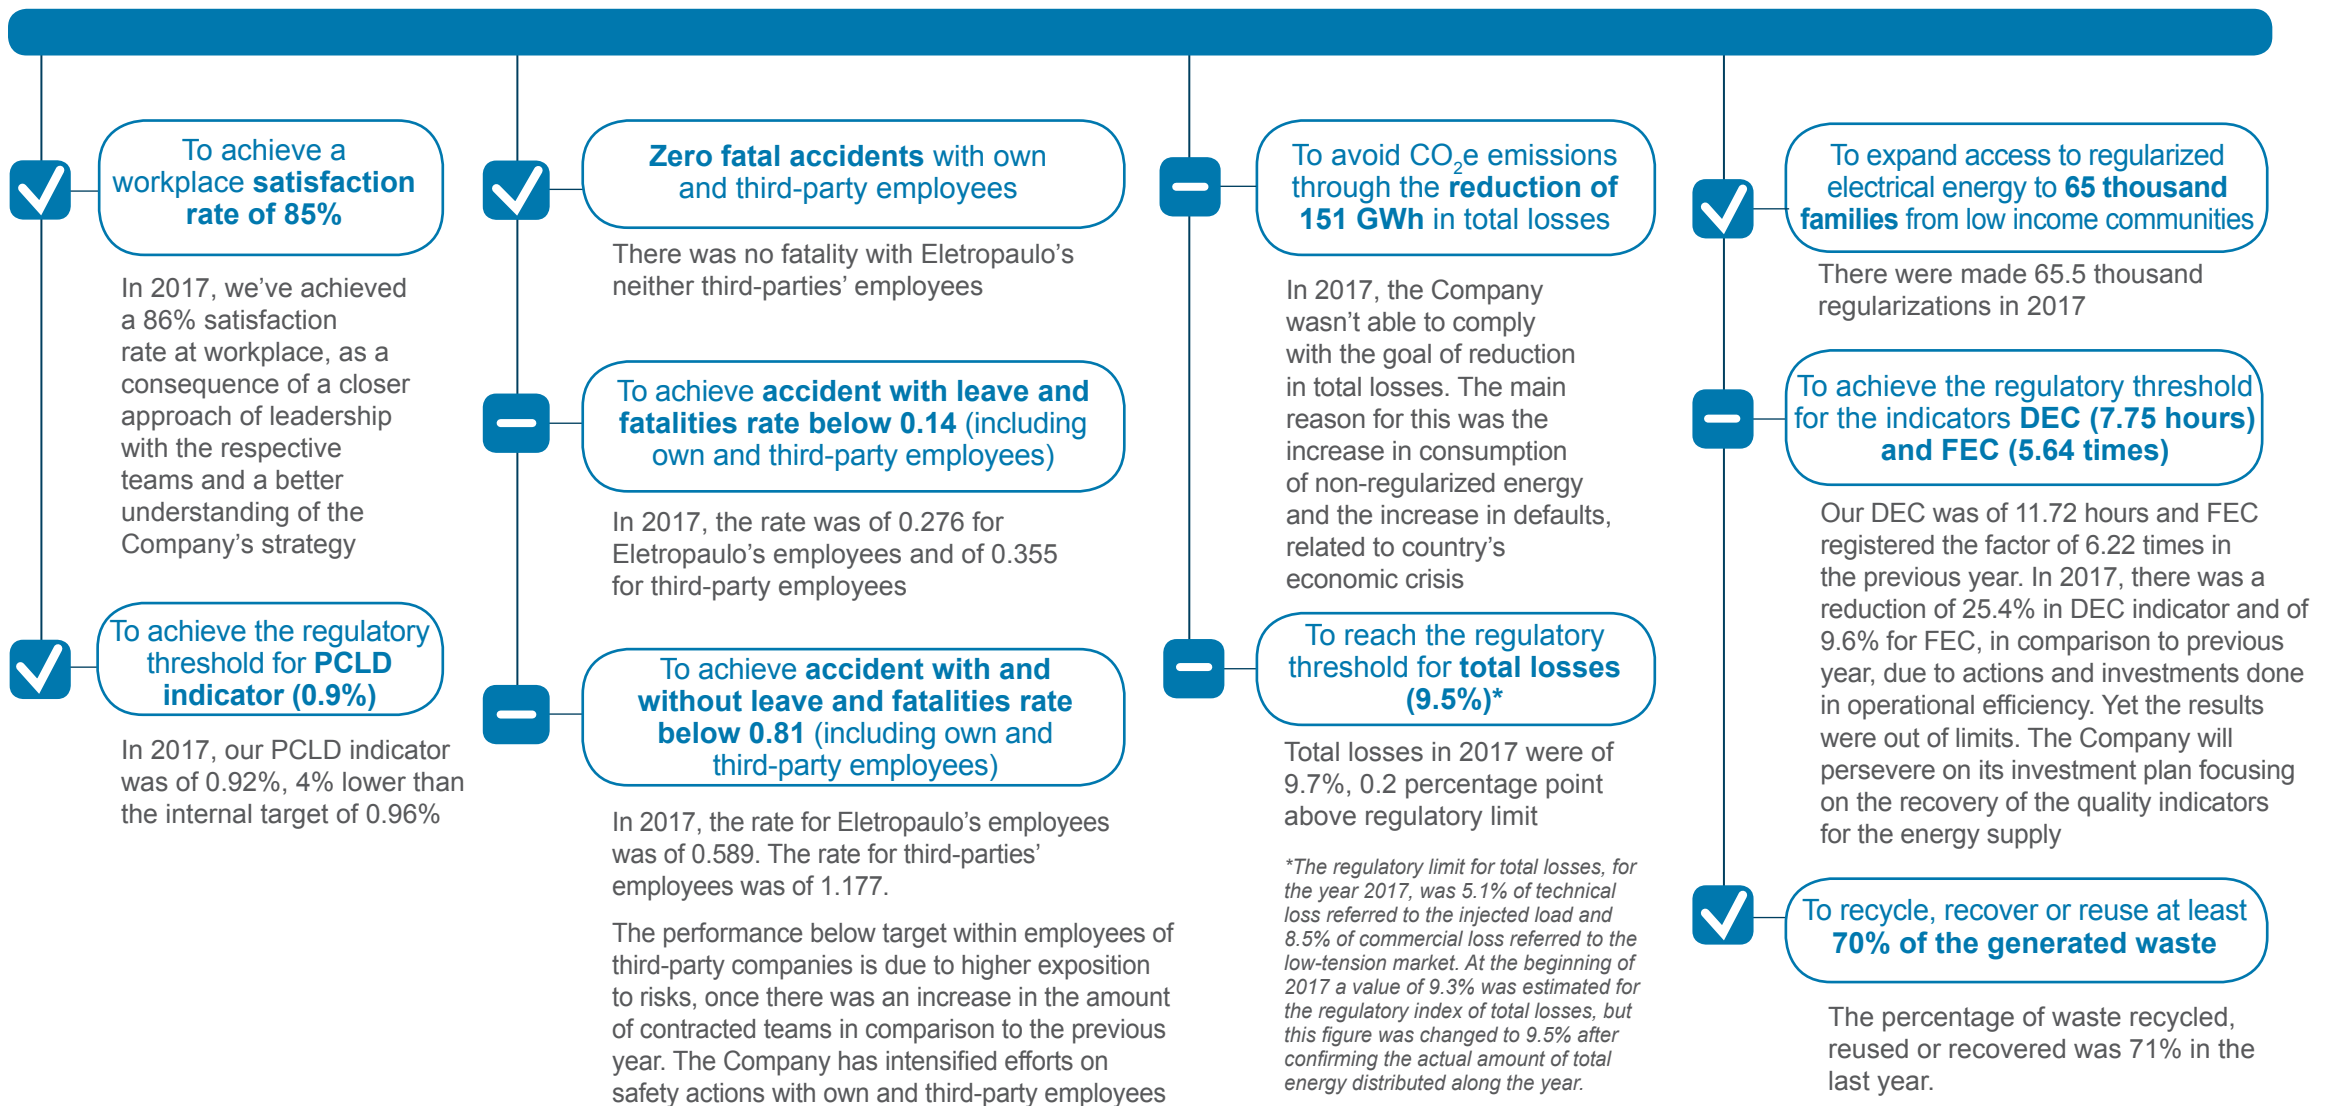 To achieve a
workplace satisfaction
rate of 85%
In 2017, we've achieved
a 86% satisfaction
rate at workplace, as a
consequence of a closer
approach of leadership
with the respective
teams and a better
understanding of the
Company's strategy
To achieve the regulatory
threshold for PCLD
indicator (0.9%)
In 2017, our PCLD indicator
was of 0.92%, 4% lower than
the internal target of 0.96%
Zero fatal accidents with own
and third-party employees
There was no fatality with Eletropaulo's
neither third-parties' employees
To achieve accident with leave and
fatalities rate below 0.14 (including
own and third-party employees)
In 2017, the rate was of 0.276 for
Eletropaulo's employees and of 0.355
for third-party employees
To achieve accident with and
without leave and fatalities rate
below 0.81 (including own and
third-party employees)
In 2017, the rate for Eletropaulo's employees
was of 0.589. The rate for third-parties'
employees was of 1.177.
The performance below target within employees of
third-party companies is due to higher exposition
to risks, once there was an increase in the amount
of contracted teams in comparison to the previous
year. The Company has intensified efforts on
safety actions with own and third-party employees
To avoid CO₂e emissions
through the reduction of
151 GWh in total losses
In 2017, the Company
wasn't able to comply
with the goal of reduction
in total losses. The main
reason for this was the
increase in consumption
of non-regularized energy
and the increase in defaults,
related to country's
economic crisis
To reach the regulatory
threshold for total losses
(9.5%)*
Total losses in 2017 were of
9.7%, 0.2 percentage point
above regulatory limit
*The regulatory limit for total losses, for
the year 2017, was 5.1% of technical
loss referred to the injected load and
8.5% of commercial loss referred to the
low-tension market. At the beginning of
2017 a value of 9.3% was estimated for
the regulatory index of total losses, but
this figure was changed to 9.5% after
confirming the actual amount of total
energy distributed along the year.
To expand access to regularized
electrical energy to 65 thousand
families from low income communities
There were made 65.5 thousand
regularizations in 2017
To achieve the regulatory threshold
for the indicators DEC (7.75 hours)
and FEC (5.64 times)
Our DEC was of 11.72 hours and FEC
registered the factor of 6.22 times in
the previous year. In 2017, there was a
reduction of 25.4% in DEC indicator and of
9.6% for FEC, in comparison to previous
year, due to actions and investments done
in operational efficiency. Yet the results
were out of limits. The Company will
persevere on its investment plan focusing
on the recovery of the quality indicators
for the energy supply
To recycle, recover or reuse at least
70% of the generated waste
The percentage of waste recycled,
reused or recovered was 71% in the
last year.